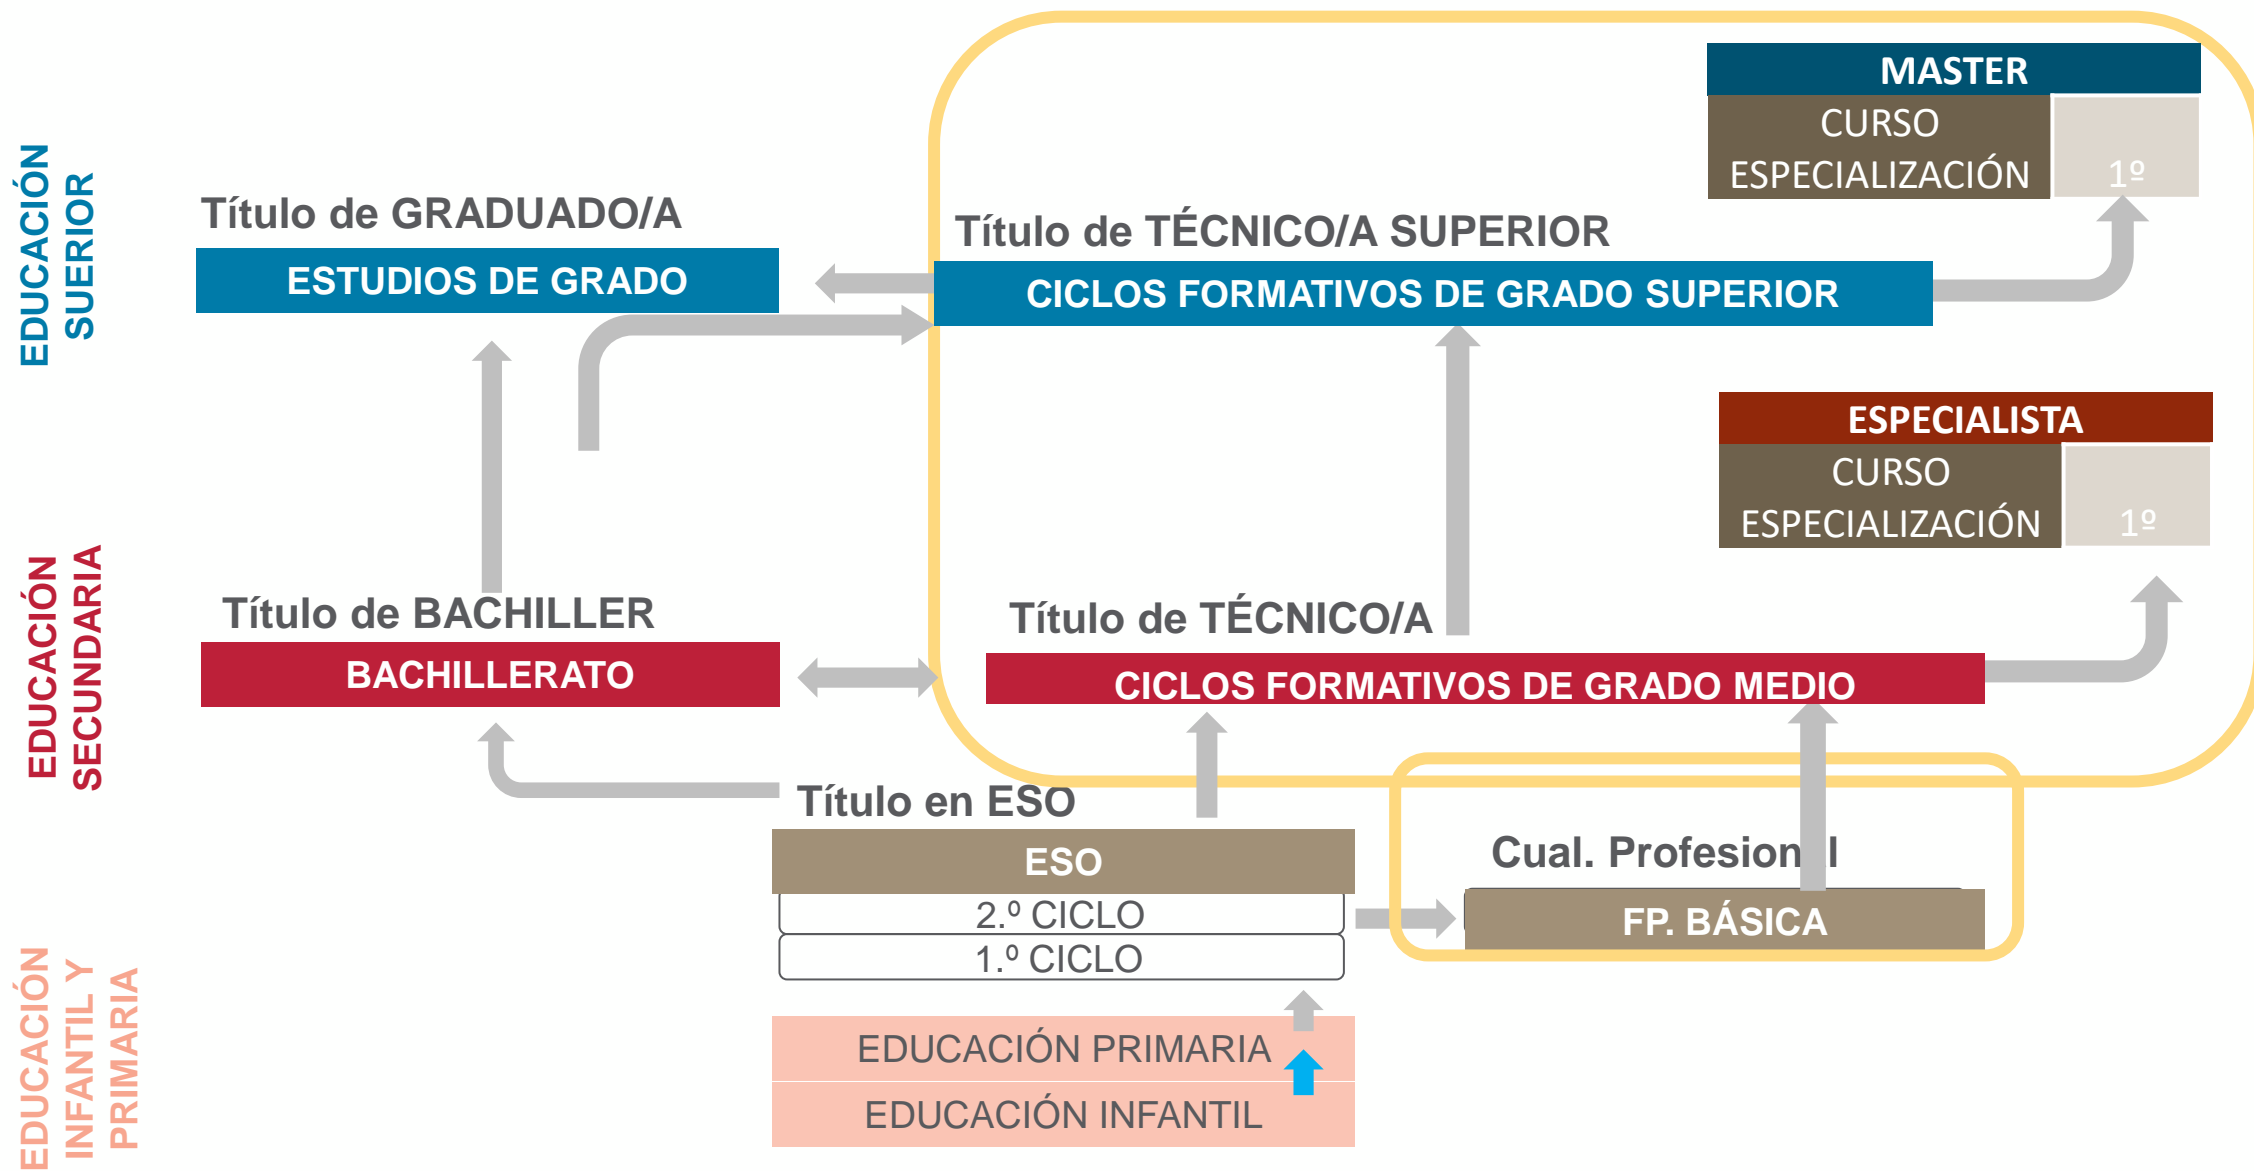 MASTER
CURSO
ESPECIALIZACIÓN
1º
EDUCACIÓN
SUERIOR
Título de GRADUADO/A
ESTUDIOS DE GRADO
Título de TÉCNICO/A SUPERIOR
CICLOS FORMATIVOS DE GRADO SUPERIOR
ESPECIALISTA
CURSO
ESPECIALIZACIÓN
1º
EDUCACIÓN
SECUNDARIA
Título de BACHILLER
BACHILLERATO
Título de TÉCNICO/A
CICLOS FORMATIVOS DE GRADO MEDIO
Título en ESO
ESO
2.º CICLO
1.º CICLO
Cual. Profesional
FP. BÁSICA
EDUCACIÓN
INFANTIL Y
PRIMARIA
EDUCACIÓN PRIMARIA
EDUCACIÓN INFANTIL